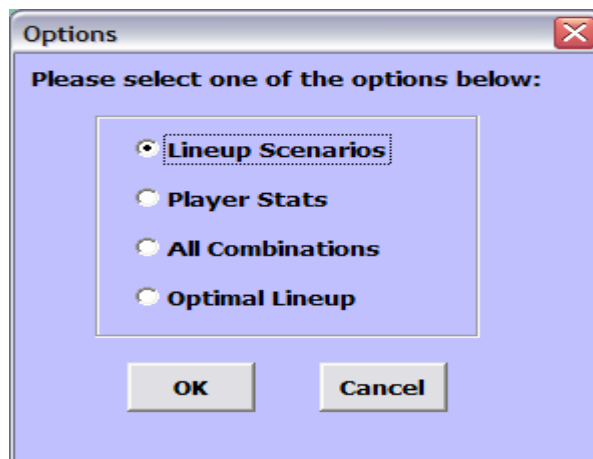 Options
Please select one of the options below:
Lineup Scenarios
Player Stats
All Combinations
Optimal Lineup
OK Cancel